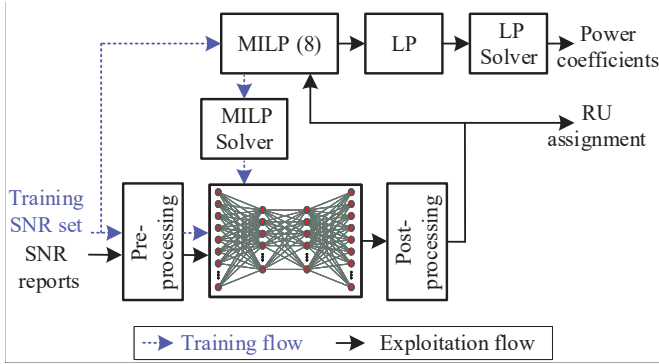 MILP (8)
LP
LP
Solver
Power
coefficients
MILP
Solver
RU
assignment
Training
SNR set
SNR
reports
Pre-
processing
Post-
processing
Training flow
Exploitation flow